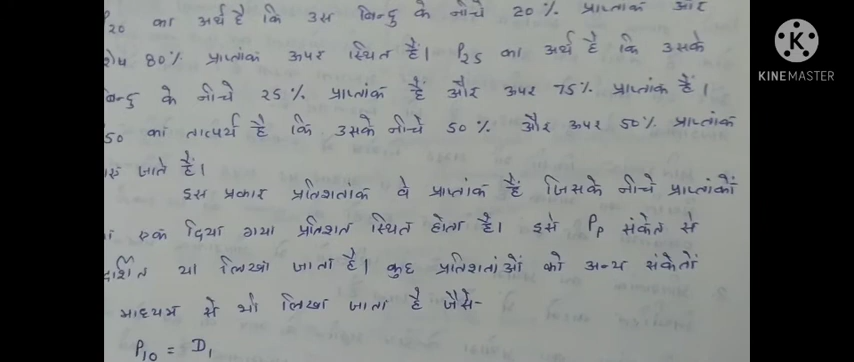 P20 का अर्थ है कि उस बिन्दु के नीचे 20% प्राप्तांक और
शेष 80% प्राप्तांक ऊपर स्थित हैं। P25 का अर्थ है कि उसके
बिन्दु के नीचे 25% प्राप्तांक हैं और ऊपर 75% प्राप्तांक हैं।
50 का तात्पर्य है कि उसके नीचे 50% और ऊपर 50% प्राप्तांक
जाते हैं।
इस प्रकार प्रतिशतांक वे प्राप्तांक हैं जिसके नीचे प्राप्तांकों
एक दिया गया प्रतिशत स्थित होता है। इसे Pp संकेत से
या लिखा जाता है। कुछ प्रतिशतांओं को अन्य संकेतों
माध्यम से भी लिखा जाता है जैसे-
P10 = D1
KINEMASTER